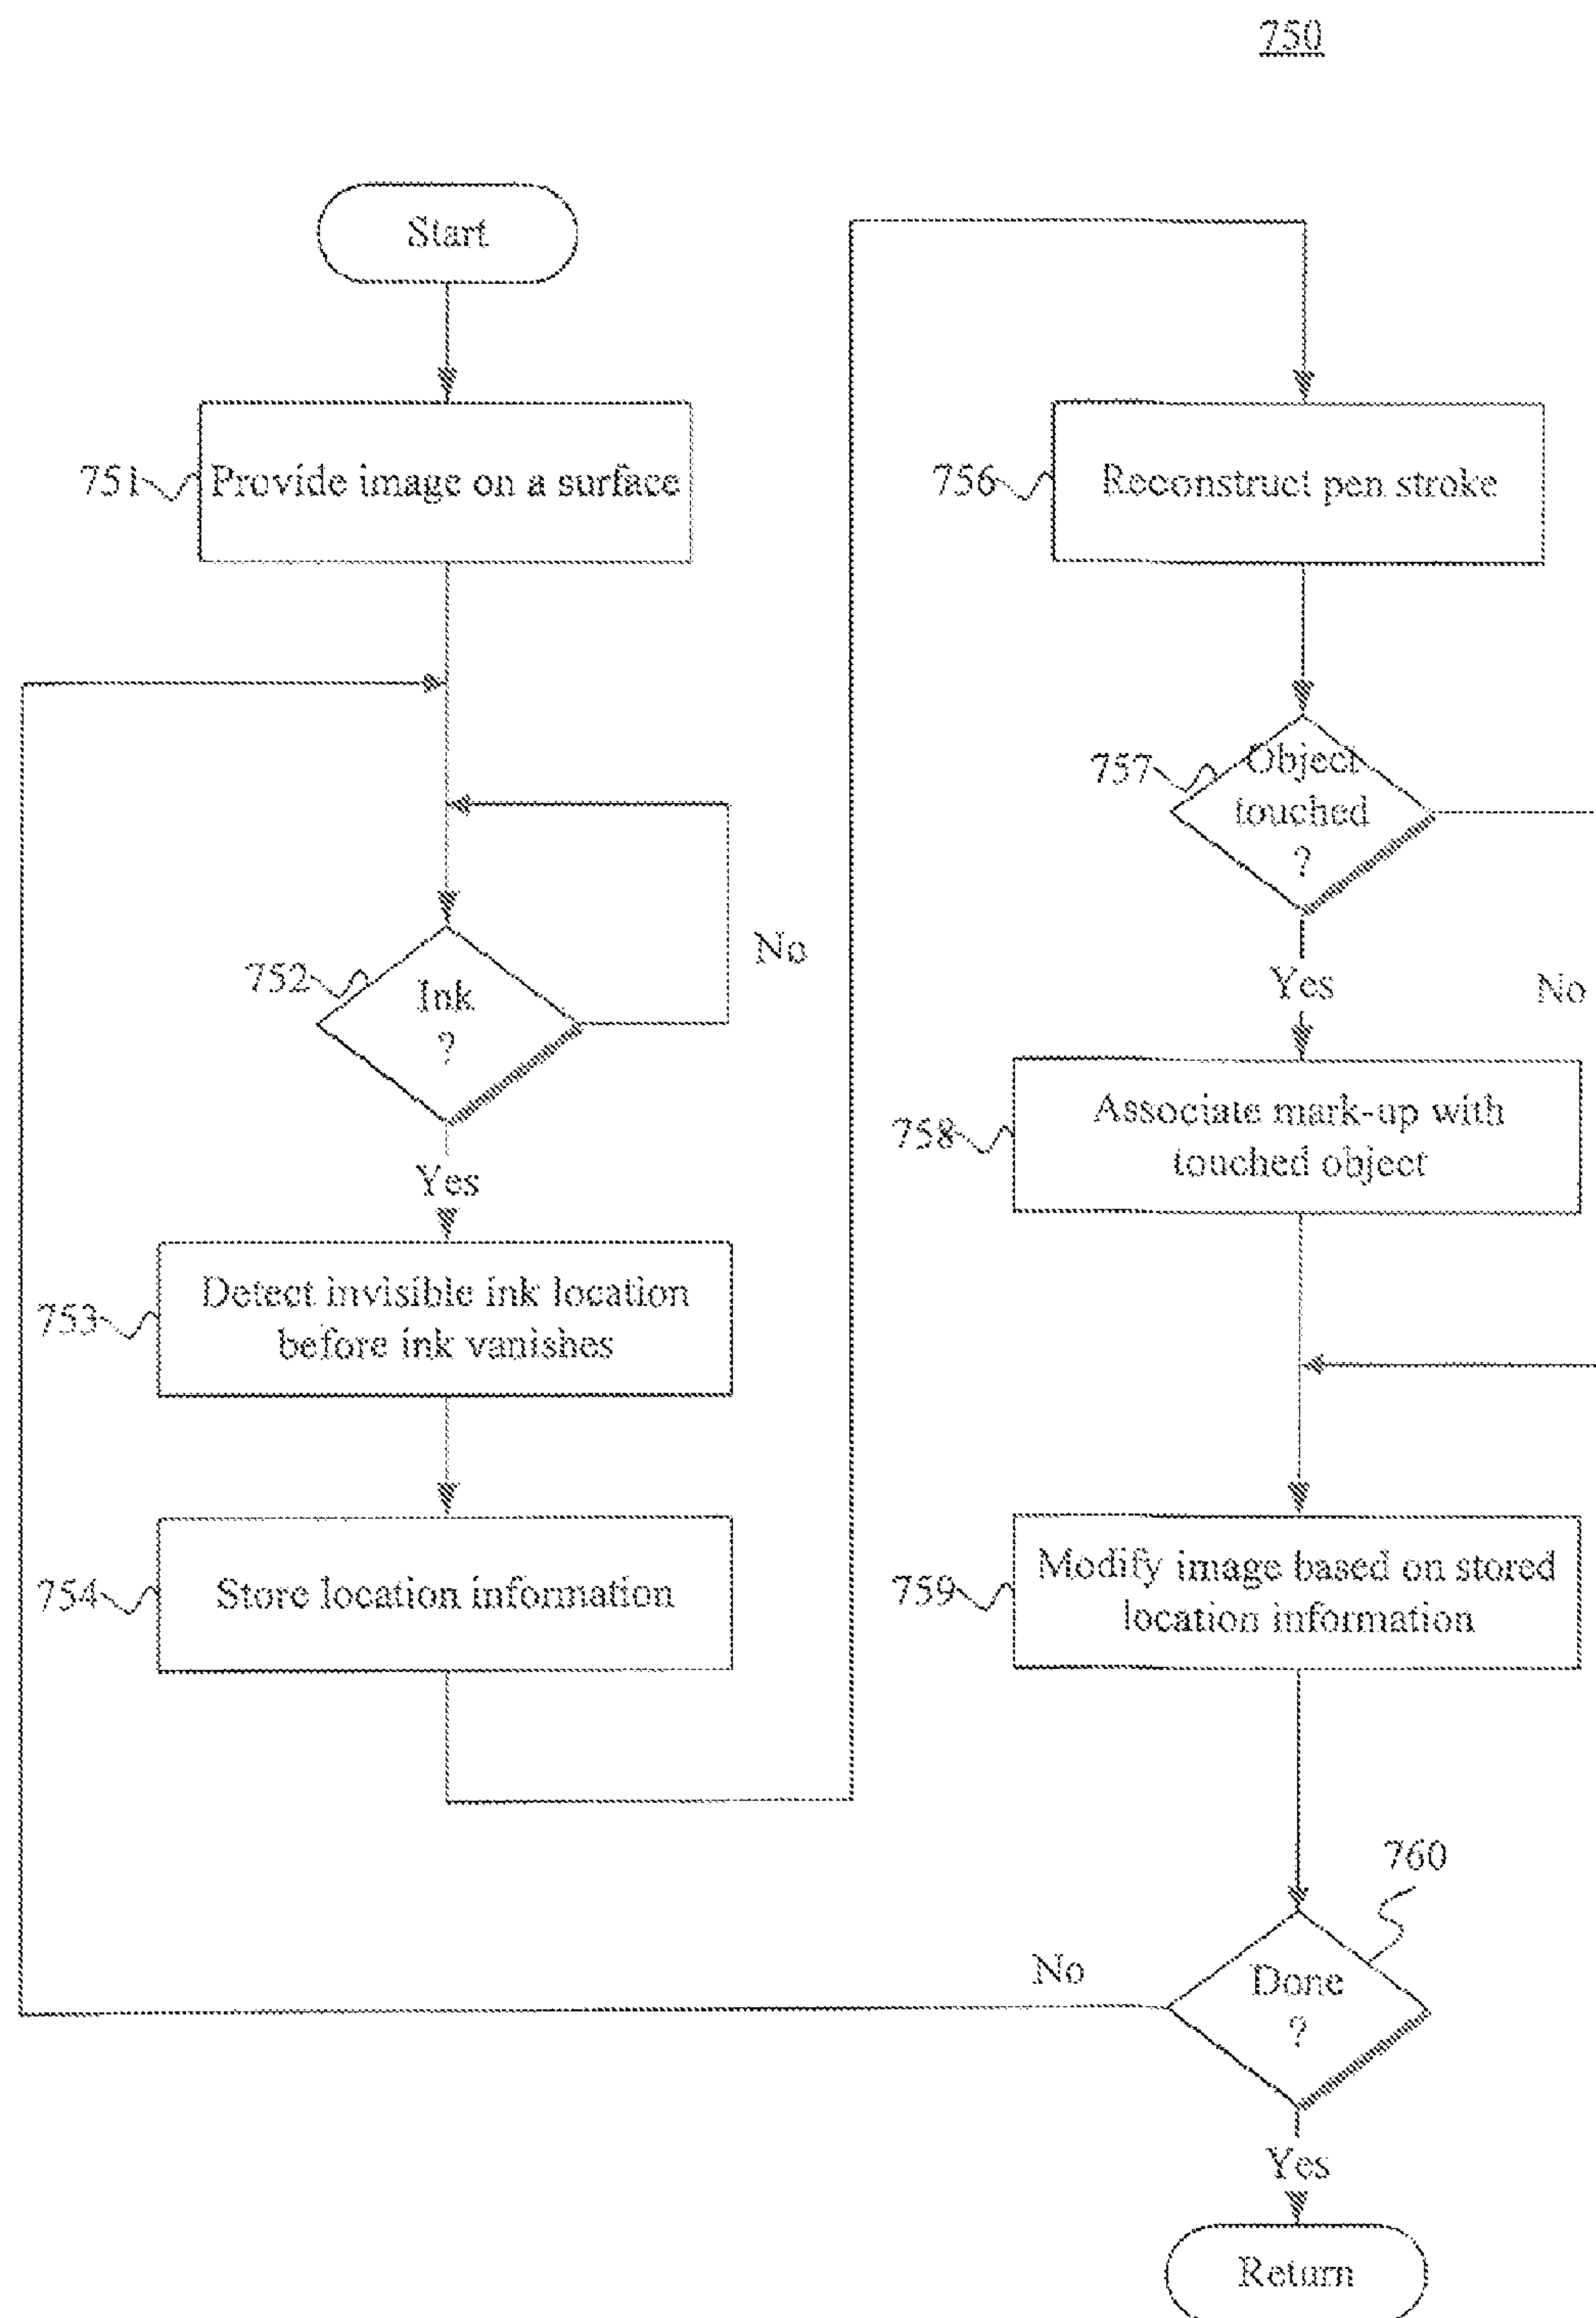 750
Start
751
Provide image on a surface
752
Ink
?
No
Yes
753
Detect invisible ink location
before ink vanishes
754
Store location information
756
Reconstruct pen stroke
757
Object
touched
?
Yes
No
758
Associate mark-up with
touched object
759
Modify image based on stored
location information
760
Done
?
No
Yes
Return